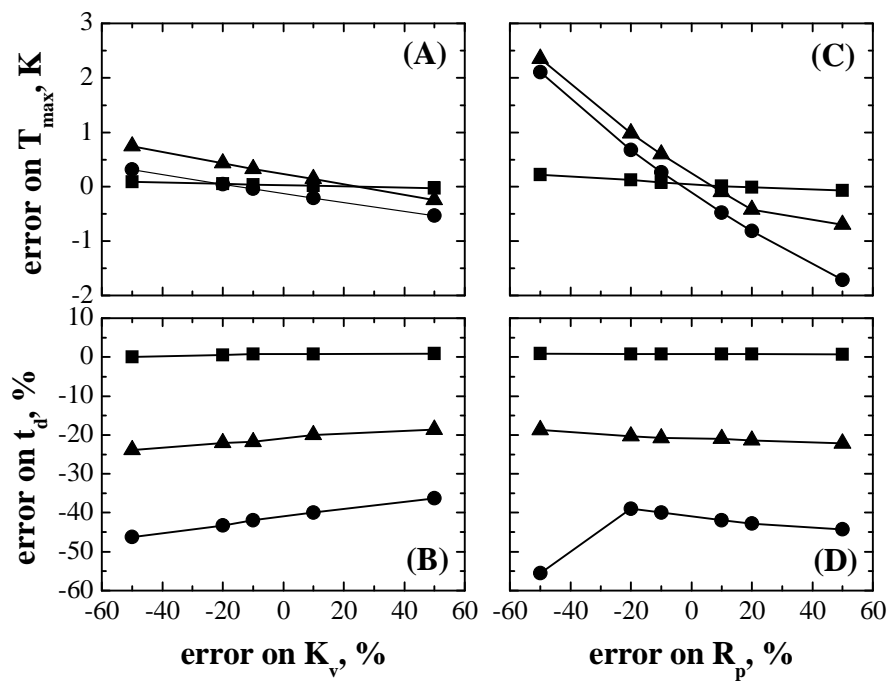 error on T_max, K
3
2
1
0
-1
-2
(A)
(C)
error on t_d, %
10
0
-10
-20
-30
-40
-50
-60
(B)
(D)
-60 -40 -20 0 20 40 60
-60 -40 -20 0 20 40 60
error on K_v, %
error on R_p, %